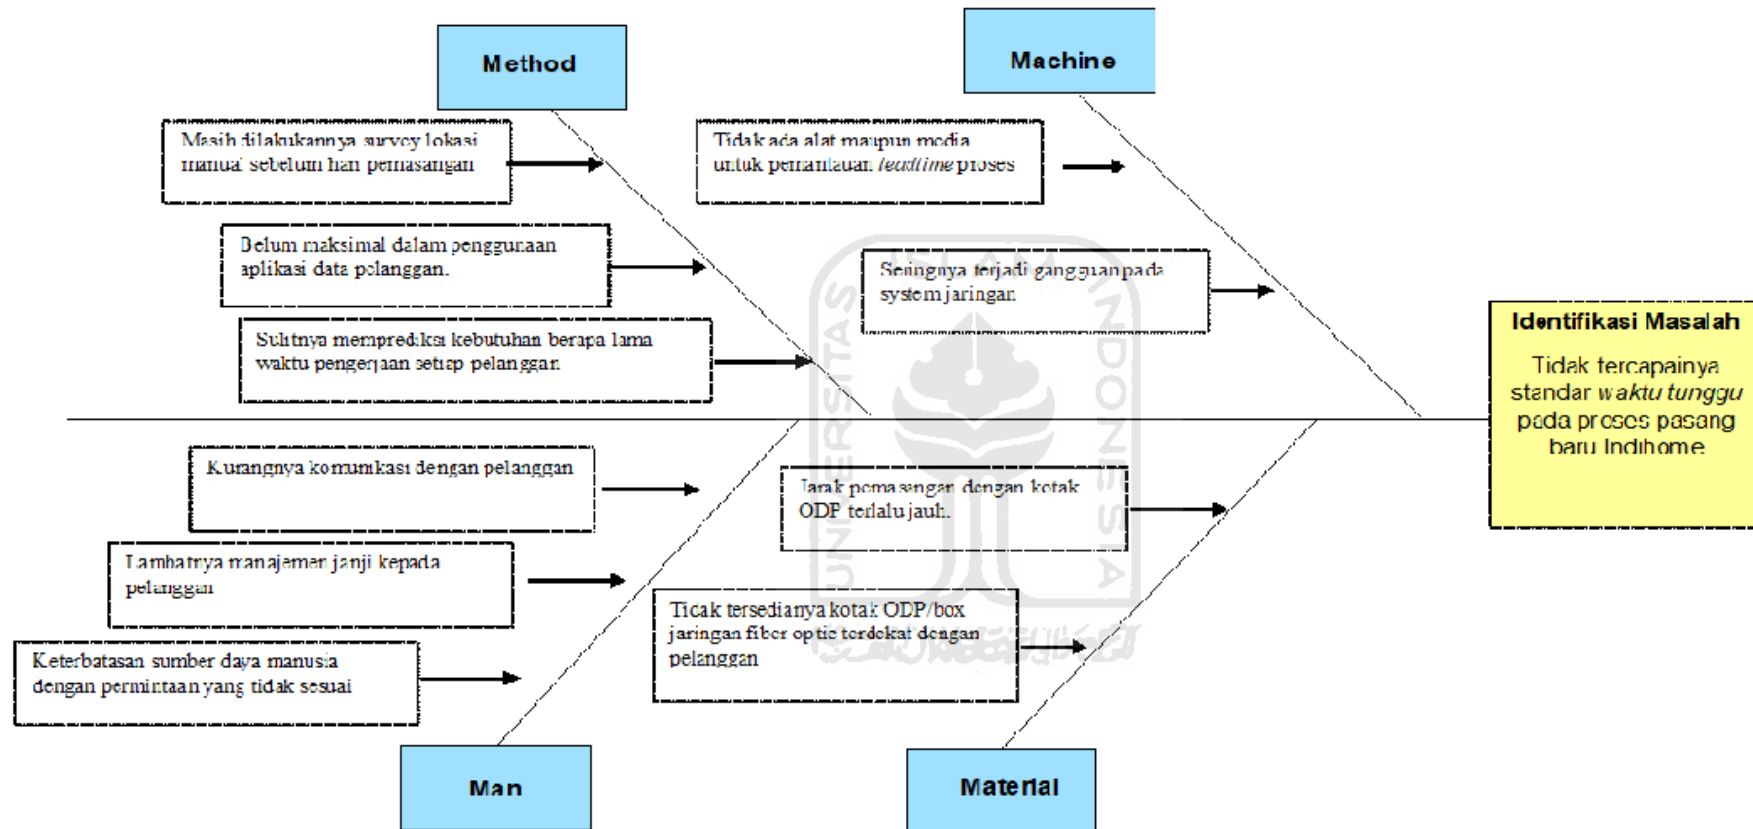 Method
Machine
Masih dilakukannya survey lokasi
manual sebelum hari pemasangan
Tidak ada alat maupun media
untuk pemantauan leadtime proses
Belum maksimal dalam penggunaan
aplikasi data pelanggan.
Seringnya terjadi gangguan pada
system jaringan
Sulitnya memprediksi kebutuhan berapa lama
waktu pengerjaan setiap pelanggan
Identifikasi Masalah
Tidak tercapainya
standar waktu tunggu
pada proses pasang
baru Indihome
Kurangnya komunikasi dengan pelanggan
Jarak pemasangan dengan kotak
ODP terlalu jauh.
Lambatnya manajemen janji kepada
pelanggan
Tidak tersedianya kotak ODP/box
jaringan fiber optic terdekat dengan
pelanggan
Keterbatasan sumber daya manusia
dengan permintaan yang tidak sesuai
Man
Material
UNIVERSITAS
ISLAM
INDONESIA